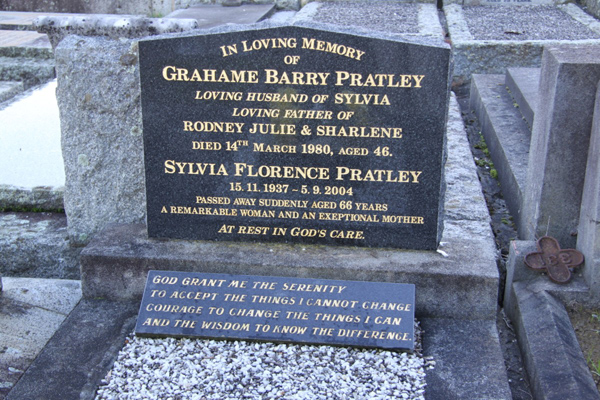 IN LOVING MEMORY
OF
GRAHAME BARRY PRATLEY
LOVING HUSBAND OF SYLVIA
LOVING FATHER OF
RODNEY JULIE & SHARLENE
DIED 14TH MARCH 1980, AGED 46.
SYLVIA FLORENCE PRATLEY
15.11.1937 - 5.9.2004
PASSED AWAY SUDDENLY AGED 66 YEARS
A REMARKABLE WOMAN AND AN EXEPTIONAL MOTHER
AT REST IN GOD'S CARE.
GOD GRANT ME THE SERENITY
TO ACCEPT THE THINGS I CANNOT CHANGE
COURAGE TO CHANGE THE THINGS I CAN
AND THE WISDOM TO KNOW THE DIFFERENCE.